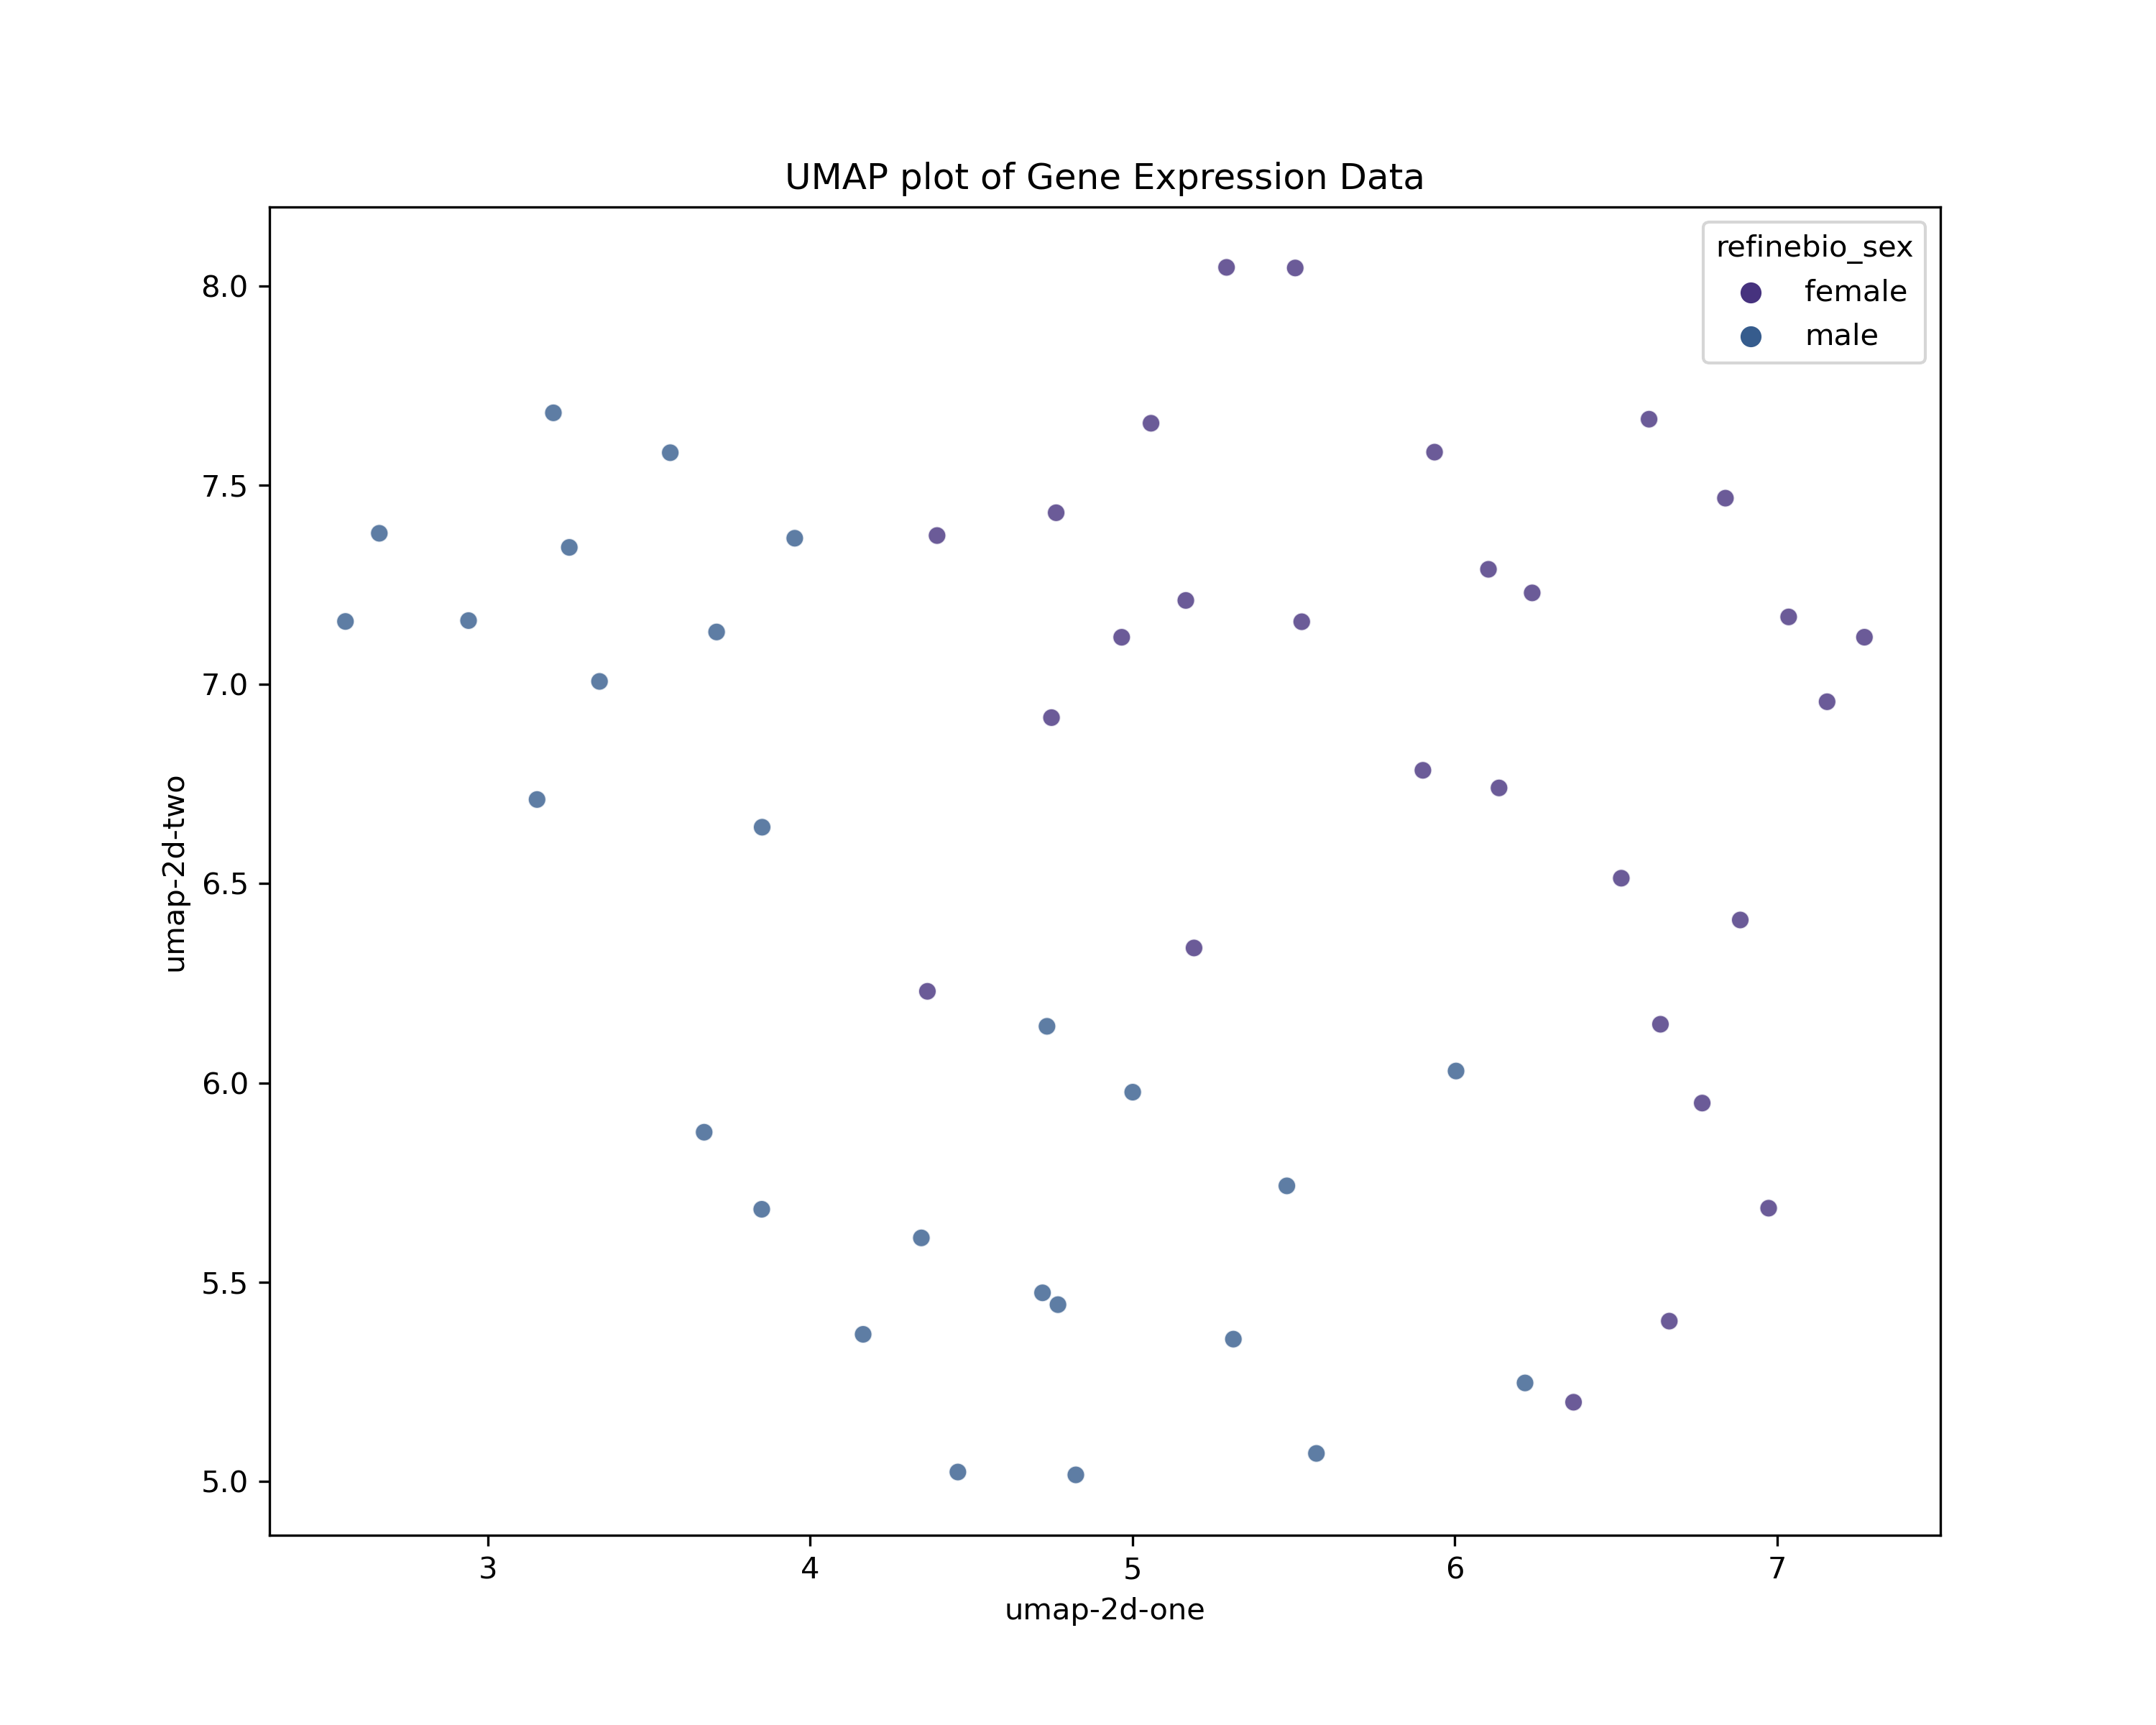 UMAP plot of Gene Expression Data
refinebio_sex
female
male
8.0
7.5
7.0
6.5
6.0
5.5
5.0
umap-2d-two
3 4 5 6 7
umap-2d-one